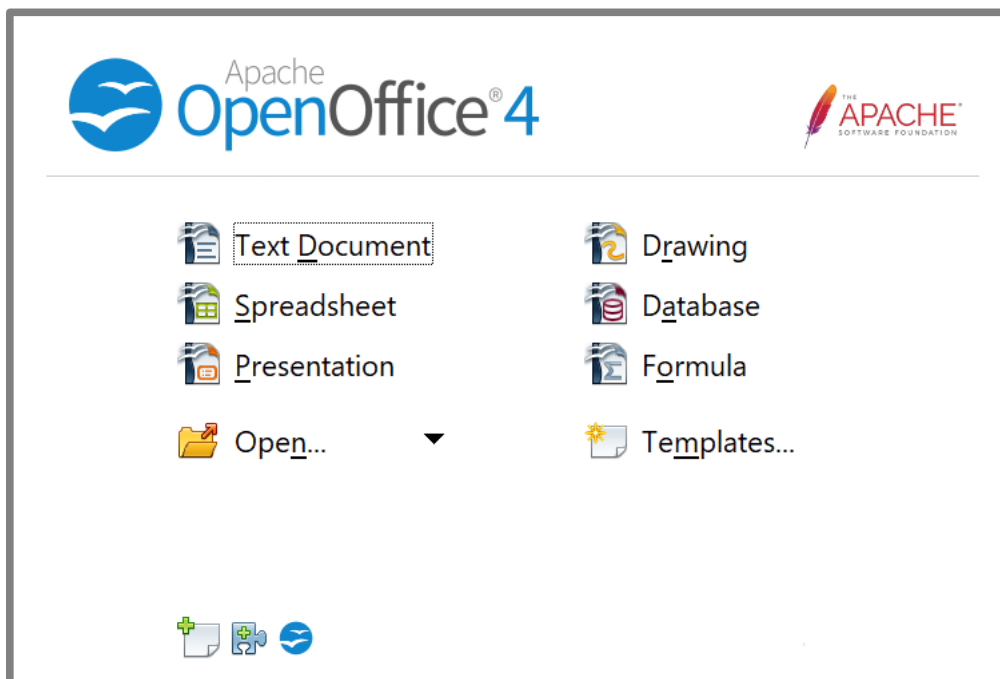 Apache
OpenOffice® 4
THE
APACHE®
SOFTWARE FOUNDATION
Text Document
Drawing
Spreadsheet
Database
Presentation
Formula
Open...
Templates...